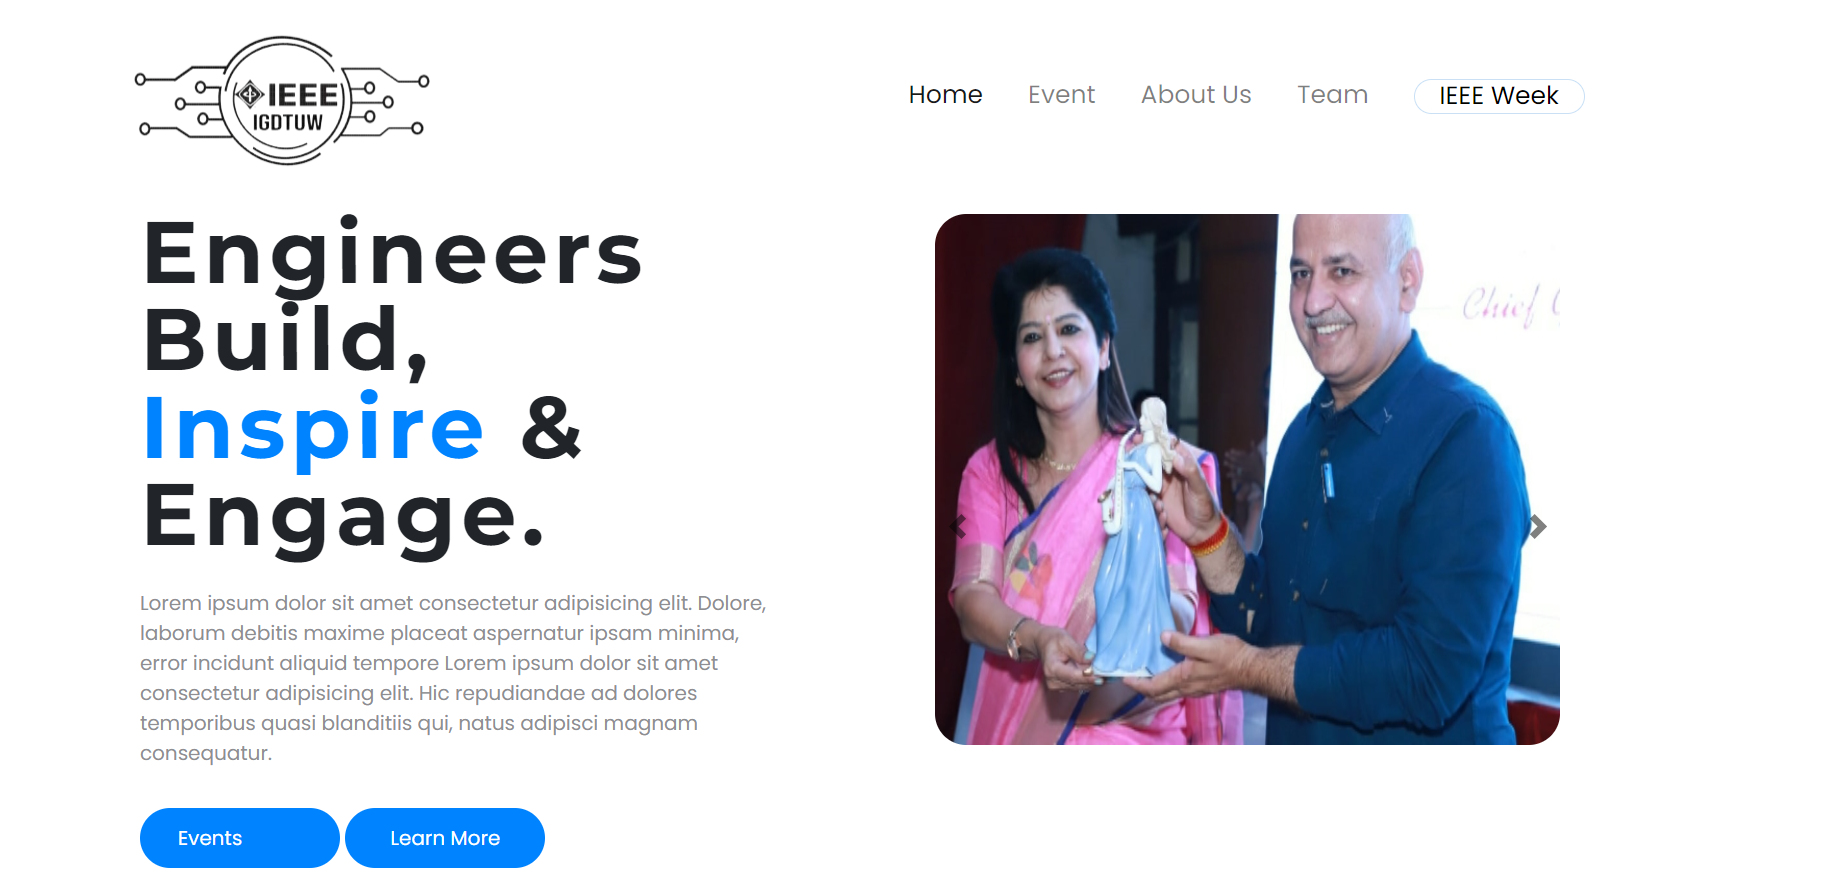 IEEE
IGDTUW
Home Event About Us Team IEEE Week
Engineers
Build,
Inspire &
Engage.
Chief
Lorem ipsum dolor sit amet consectetur adipisicing elit. Dolore,
laborum debitis maxime placeat aspernatur ipsam minima,
error incidunt aliquid tempore Lorem ipsum dolor sit amet
consectetur adipisicing elit. Hic repudiandae ad dolores
temporibus quasi blanditiis qui, natus adipisci magnam
consequatur.
Events Learn More